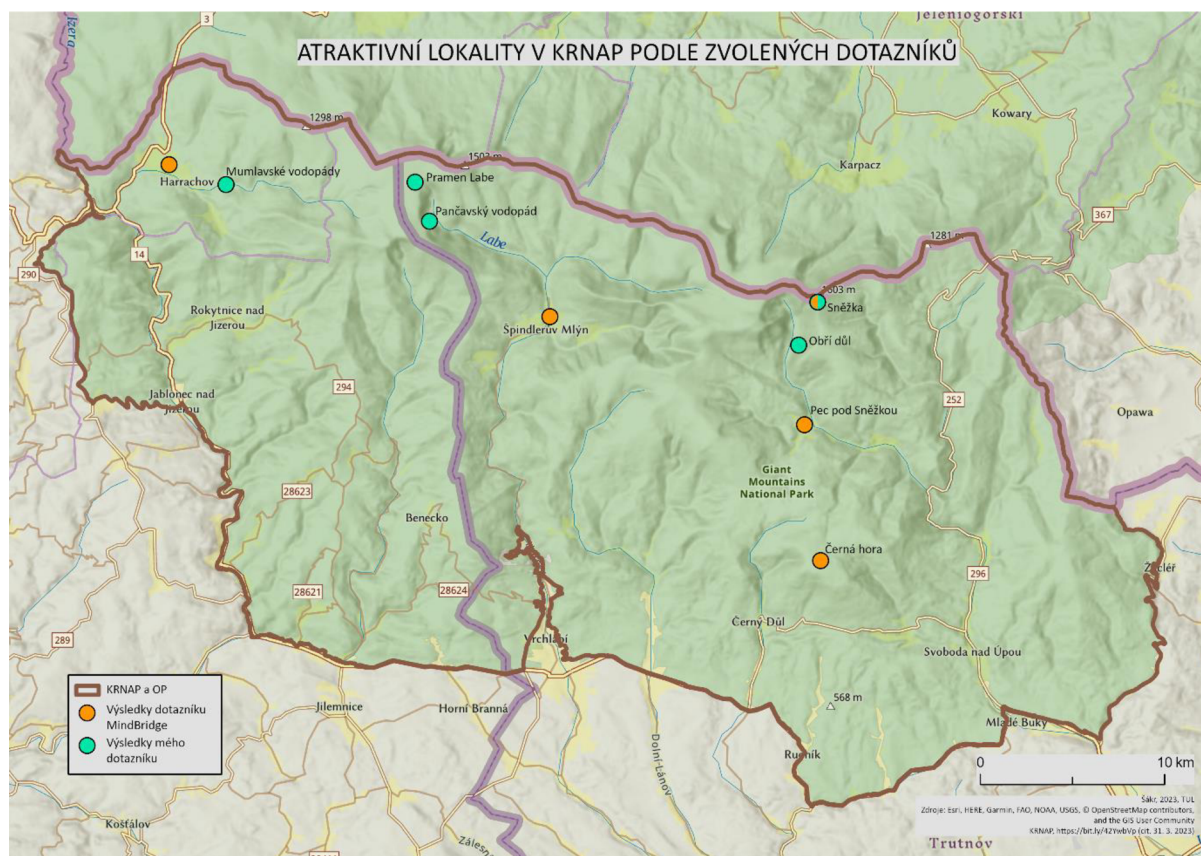 Jeleniogórski
Izera
3
ATRAKTIVNÍ LOKALITY V KRNAP PODLE ZVOLENÝCH DOTAZNÍKŮ
Kowary
1298 m
Karpacz
Harrachov
Mumlavské vodopády
Pramen Labe
Pančavský vodopád
Labe
367
1281 m
14
290
1603 m
Sněžka
Rokytnice nad
Jizerou
Špindlerův Mlýn
Obří důl
294
252
Jablonec nad
Jizerou
Pec pod Sněžkou
Opawa
Giant
Mountains
National Park
28623
Benecko
Černá hora
296
Žacléř
28621
28624
289
Vrchlabí
Černý Důl
Svoboda nad Úpou
KRNAP a OP
Výsledky dotazníku
MindBridge
Výsledky mého
dotazníku
Jilemnice
Horní Branná
568 m
Mladé Buky
Dolní Lánov
Rudník
0
10 km
Šákr, 2023, TUL
Zdroje: Esri, HERE, Garmin, FAO, NOAA, USGS, © OpenStreetMap contributors,
and the GIS User Community
KRNAP, https://bit.ly/42YwbVp (cit. 31. 3. 2023)
Košťálov
Trutnov